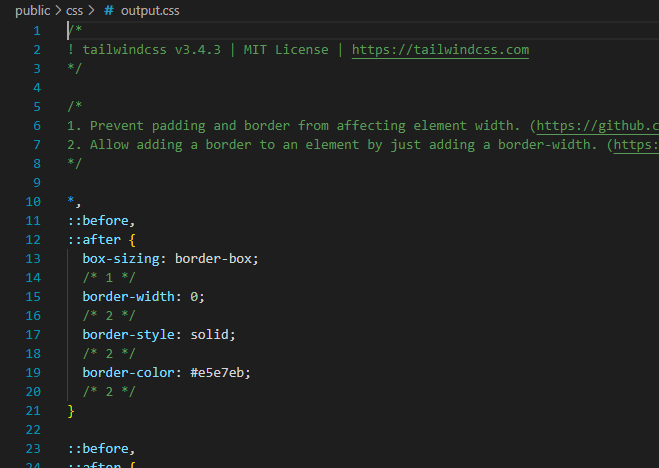 public > css > # output.css
1 /*
2 ! tailwindcss v3.4.3 | MIT License | https://tailwindcss.com
3 */
4
5 /*
6 1. Prevent padding and border from affecting element width. (https://github.c
7 2. Allow adding a border to an element by just adding a border-width. (https:
8 */
9
10 *,
11 ::before,
12 ::after {
13 box-sizing: border-box;
14 /* 1 */
15 border-width: 0;
16 /* 2 */
17 border-style: solid;
18 /* 2 */
19 border-color: #e5e7eb;
20 /* 2 */
21 }
22
23 ::before,
24 ::after {